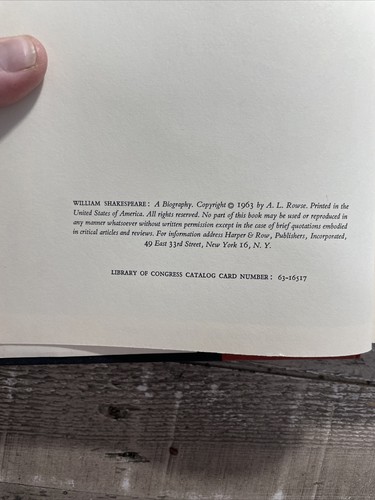 WILLIAM SHAKESPEARE: A Biography. Copyright © 1963 by A. L. Rowse. Printed in the
United States of America. All rights reserved. No part of this book may be used or reproduced in
any manner whatsoever without written permission except in the case of brief quotations embodied
in critical articles and reviews. For information address Harper & Row, Publishers, Incorporated,
49 East 33rd Street, New York 16, N. Y.
LIBRARY OF CONGRESS CATALOG CARD NUMBER: 63-16517